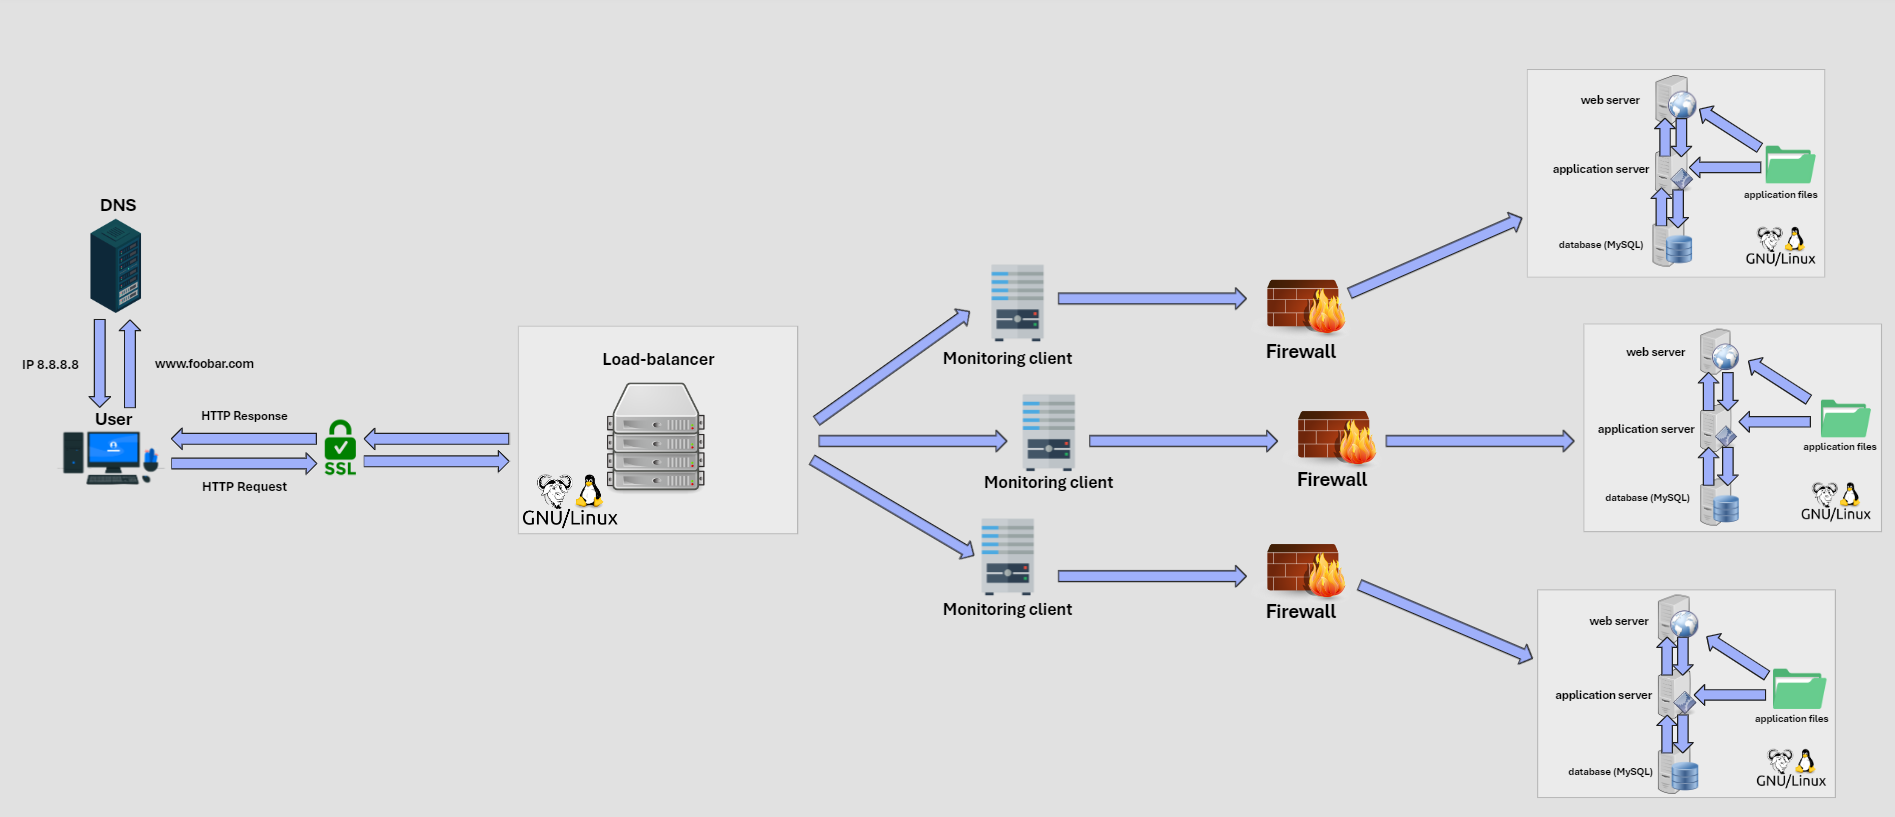 DNS
IP 8.8.8.8
www.foobar.com
User
HTTP Response
HTTP Request
SSL
Load-balancer
GNU/Linux
Monitoring client
Firewall
Monitoring client
Firewall
Monitoring client
Firewall
web server
application server
application files
database (MySQL)
GNU/Linux
web server
application server
application files
database (MySQL)
GNU/Linux
web server
application server
application files
database (MySQL)
GNU/Linux